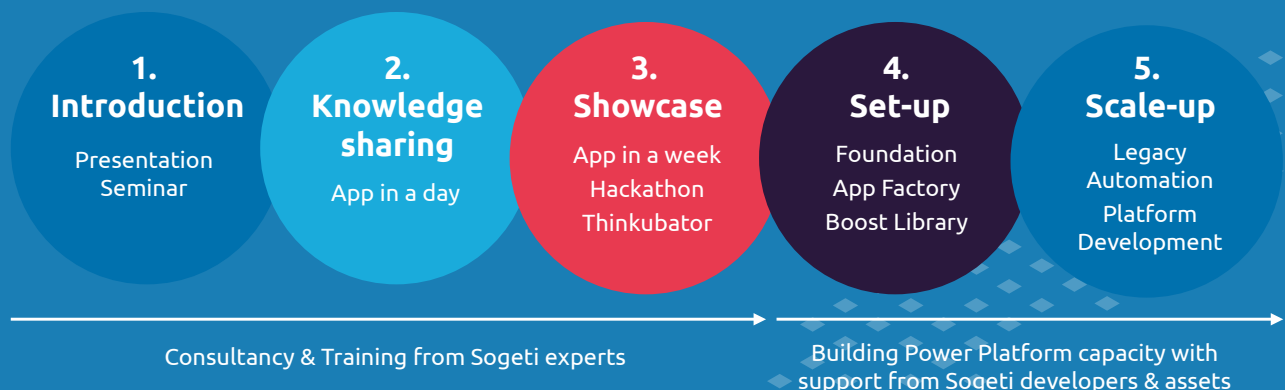 1.
Introduction
Presentation
Seminar
2.
Knowledge
sharing
App in a day
3.
Showcase
App in a week
Hackathon
Thinkubator
4.
Set-up
Foundation
App Factory
Boost Library
5.
Scale-up
Legacy
Automation
Platform
Development
Consultancy & Training from Sogeti experts
Building Power Platform capacity with
support from Sogeti developers & assets